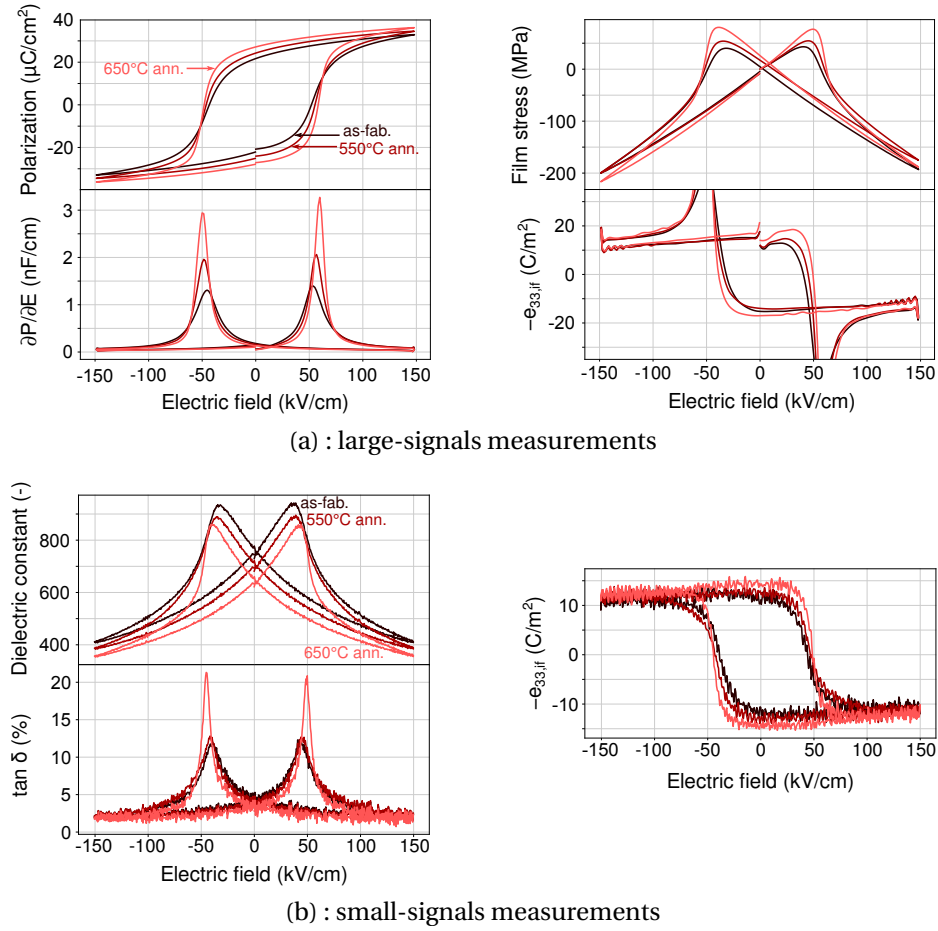 40
20
0
-20
Polarization (μC/cm²)
650°C ann.
as-fab.
550°C ann.
3
2
1
0
∂P/∂E (nF/cm)
-150 -100 -50 0 50 100 150
Electric field (kV/cm)
0
-100
-200
Film stress (MPa)
20
0
-20
−e33,if (C/m²)
-150 -100 -50 0 50 100 150
Electric field (kV/cm)
(a) : large-signals measurements
800
600
400
Dielectric constant (-)
as-fab.
550°C ann.
650°C ann.
20
15
10
5
0
tan δ (%)
-150 -100 -50 0 50 100 150
Electric field (kV/cm)
10
0
-10
−e33,if (C/m²)
-150 -100 -50 0 50 100 150
Electric field (kV/cm)
(b) : small-signals measurements